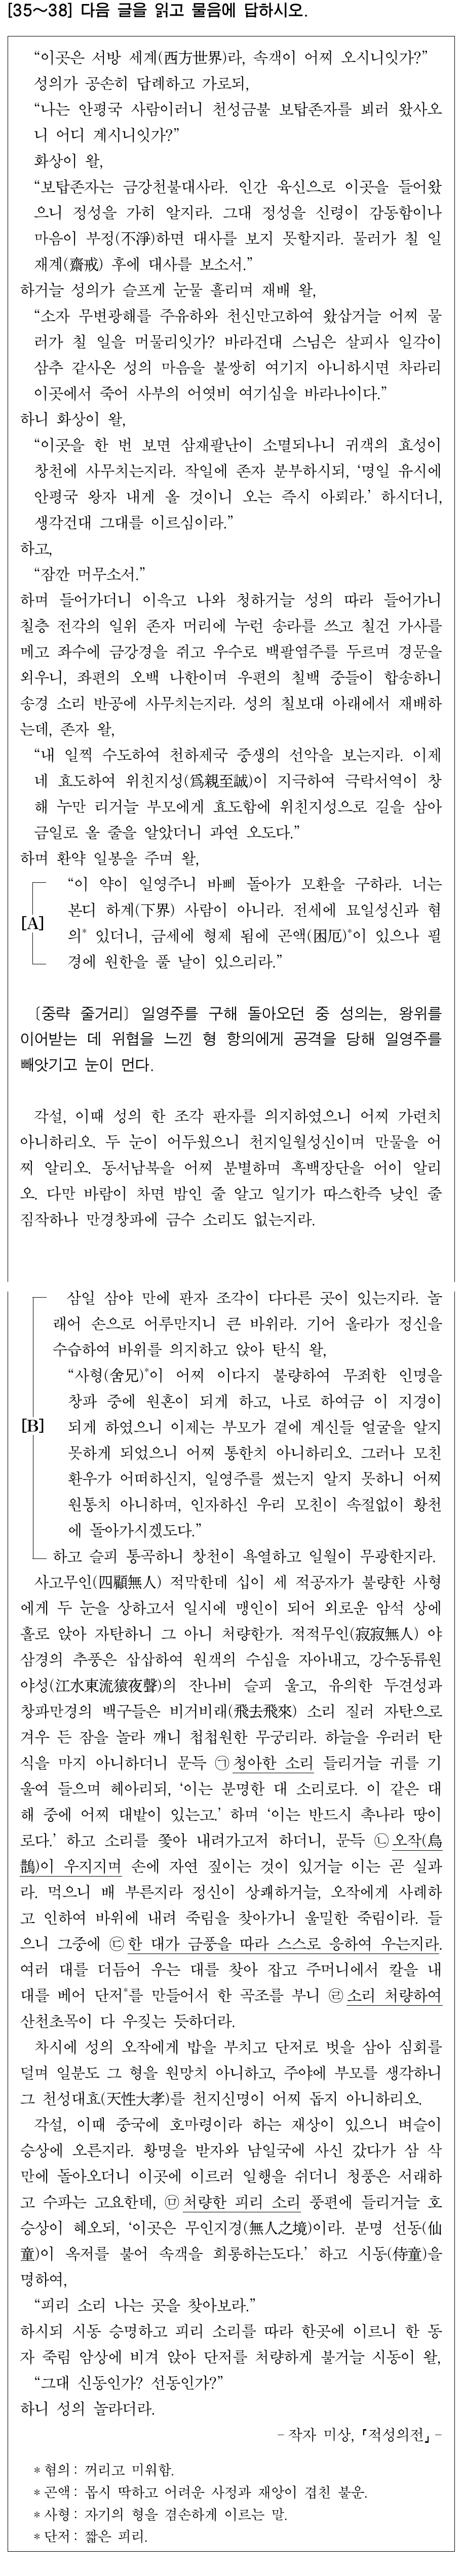 [35～38] 다음 글을 읽고 물음에 답하시오.
“이곳은 서방 세계(西方世界)라, 속객이 어찌 오시니잇가?”
성의가 공손히 답례하고 가로되,
“나는 안평국 사람이러니 천성금불 보탑존자를 뵈러 왔사오
니 어디 계시니잇가?”
화상이 왈,
“보탑존자는 금강천불대사라. 인간 육신으로 이곳을 들어왔
으니 정성을 가히 알지라. 그대 정성을 신령이 감동함이나
마음이 부정(不淨)하면 대사를 보지 못할지라. 물러가 칠 일
재계(齋戒) 후에 대사를 보소서.”
하거늘 성의가 슬프게 눈물 흘리며 재배 왈,
“소자 무변광해를 주유하와 천신만고하여 왔삽거늘 어찌 물
러가 칠 일을 머물리잇가? 바라건대 스님은 살피사 일각이
삼추 같사온 성의 마음을 불쌍히 여기지 아니하시면 차라리
이곳에서 죽어 사부의 어엿비 여기심을 바라나이다.”
하니 화상이 왈,
“이곳을 한 번 보면 삼재팔난이 소멸되나니 귀객의 효성이
창천에 사무치는지라. 작일에 존자 분부하시되, ‘명일 유시에
안평국 왕자 내게 올 것이니 오는 즉시 아뢰라.’ 하시더니,
생각건대 그대를 이르심이라.”
하고,
“잠깐 머무소서.”
하며 들어가더니 이윽고 나와 청하거늘 성의 따라 들어가니
칠층 전각의 일위 존자 머리에 누런 송라를 쓰고 칠건 가사를
메고 좌수에 금강경을 쥐고 우수로 백팔염주를 두르며 경문을
외우니, 좌편의 오백 나한이며 우편의 칠백 중들이 합송하니
송경 소리 반공에 사무치는지라. 성의 칠보대 아래에서 재배하
는데, 존자 왈,
“내 일찍 수도하여 천하제국 중생의 선악을 보는지라. 이제
네 효도하여 위친지성(爲親至誠)이 지극하여 극락서역이 창
해 누만 리거늘 부모에게 효도함에 위친지성으로 길을 삼아
금일로 올 줄을 알았더니 과연 오도다.”
하며 환약 일봉을 주며 왈,
“이 약이 일영주니 바삐 돌아가 모환을 구하라. 너는
본디 하계(下界) 사람이 아니라. 전세에 묘일성신과 혐
[A]
의* 있더니, 금세에 형제 됨에 곤액(困厄)*이 있으나 필
경에 원한을 풀 날이 있으리라.”
〔중략 줄거리〕 일영주를 구해 돌아오던 중 성의는, 왕위를
이어받는 데 위협을 느낀 형 항의에게 공격을 당해 일영주를
빼앗기고 눈이 먼다.
각설, 이때 성의 한 조각 판자를 의지하였으니 어찌 가련치
아니하리오. 두 눈이 어두웠으니 천지일월성신이며 만물을 어
찌 알리오. 동서남북을 어찌 분별하며 흑백장단을 어이 알리
오. 다만 바람이 차면 밤인 줄 알고 일기가 따스한즉 낮인 줄
짐작하나 만경창파에 금수 소리도 없는지라.
삼일 삼야 만에 판자 조각이 다다른 곳이 있는지라. 놀
래어 손으로 어루만지니 큰 바위라. 기어 올라가 정신을
수습하여 바위를 의지하고 앉아 탄식 왈,
“사형(舍兄)*이 어찌 이다지 불량하여 무죄한 인명을
창파 중에 원혼이 되게 하고, 나로 하여금 이 지경이
[B]
되게 하였으니 이제는 부모가 곁에 계신들 얼굴을 알지
못하게 되었으니 어찌 통한치 아니하리오. 그러나 모친
환우가 어떠하신지, 일영주를 썼는지 알지 못하니 어찌
원통치 아니하며, 인자하신 우리 모친이 속절없이 황천
에 돌아가시겠도다.”
하고 슬피 통곡하니 창천이 욕열하고 일월이 무광한지라.
사고무인(四顧無人) 적막한데 십이 세 적공자가 불량한 사형
에게 두 눈을 상하고서 일시에 맹인이 되어 외로운 암석 상에
홀로 앉아 자탄하니 그 아니 처량한가. 적적무인(寂寂無人) 야
삼경의 추풍은 삽삽하여 원객의 수심을 자아내고, 강수동류원
야성(江水東流猿夜聲)의 잔나비 슬피 울고, 유의한 두견성과
창파만경의 백구들은 비거비래(飛去飛來) 소리 질러 자탄으로
겨우 든 잠을 놀라 깨니 첩첩원한 무궁리라. 하늘을 우러러 탄
식을 마지 아니하더니 문득 ㉠청아한 소리 들리거늘 귀를 기
울여 들으며 헤아리되, ‘이는 분명한 대 소리로다. 이 같은 대
해 중에 어찌 대밭이 있는고.’ 하며 ‘이는 반드시 촉나라 땅이
로다.’ 하고 소리를 좇아 내려가고저 하더니, 문득 ㉡오작(烏
鵲)이 우지지며 손에 자연 짚이는 것이 있거늘 이는 곧 실과
라. 먹으니 배 부른지라 정신이 상쾌하거늘, 오작에게 사례하
고 인하여 바위에 내려 죽림을 찾아가니 울밀한 죽림이라. 들
으니 그중에 ㉢한 대가 금풍을 따라 스스로 응하여 우는지라.
여러 대를 더듬어 우는 대를 찾아 잡고 주머니에서 칼을 내
대를 베어 단저*를 만들어서 한 곡조를 부니 ㉣소리 처량하여
산천초목이 다 우짖는 듯하더라.
차시에 성의 오작에게 밥을 부치고 단저로 벗을 삼아 심회를
덜며 일분도 그 형을 원망치 아니하고, 주야에 부모를 생각하니
그 천성대효(天性大孝)를 천지신명이 어찌 돕지 아니하리오.
각설, 이때 중국에 호마령이라 하는 재상이 있으니 벼슬이
승상에 오른지라. 황명을 받자와 남일국에 사신 갔다가 삼 삭
만에 돌아오더니 이곳에 이르러 일행을 쉬더니 청풍은 서래하
고 수파는 고요한데, ㉤처량한 피리 소리 풍편에 들리거늘 호
승상이 혜오되, ‘이곳은 무인지경(無人之境)이라. 분명 선동(仙
童)이 옥저를 불어 속객을 희롱하는도다.’ 하고 시동(侍童)을
명하여,
“피리 소리 나는 곳을 찾아보라.”
하시되 시동 승명하고 피리 소리를 따라 한곳에 이르니 한 동
자 죽림 암상에 비겨 앉아 단저를 처량하게 불거늘 시동이 왈,
“그대 신동인가? 선동인가?”
하니 성의 놀라더라.
- 작자 미상, 「적성의전」 -
* 혐의 : 꺼리고 미워함.
* 곤액 : 몹시 딱하고 어려운 사정과 재앙이 겹친 불운.
* 사형 : 자기의 형을 겸손하게 이르는 말.
* 단저 : 짧은 피리.